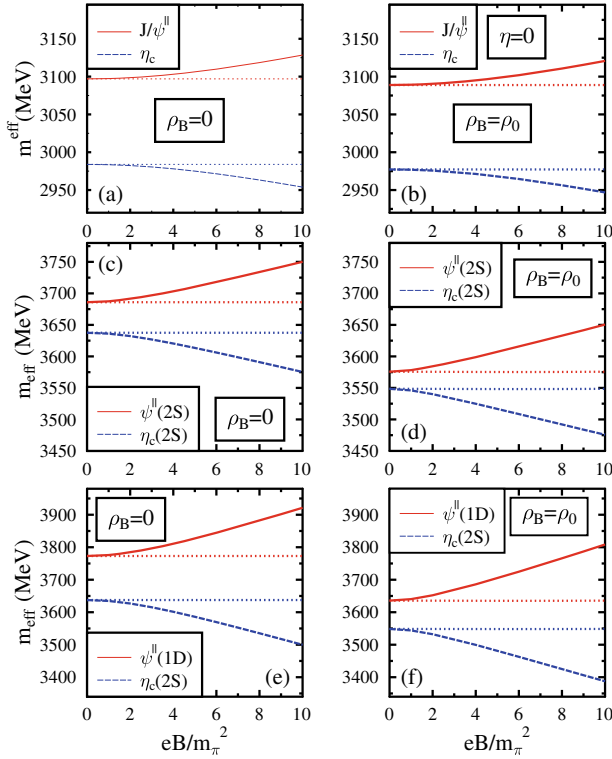 3150
3100
3050
3000
2950
m^eff (MeV)
J/ψ^||
η_c
ρ_B=0
(a)
0 2 4 6 8 10
3150
3100
3050
3000
2950
J/ψ^||
η_c
η=0
ρ_B=ρ_0
(b)
0 2 4 6 8 10
3750
3700
3650
3600
3550
3500
3450
m_eff (MeV)
(c)
ψ^||(2S)
η_c(2S)
ρ_B=0
0 2 4 6 8 10
3750
3700
3650
3600
3550
3500
3450
ψ^||(2S)
η_c(2S)
ρ_B=ρ_0
(d)
0 2 4 6 8 10
3900
3800
3700
3600
3500
3400
m_eff (MeV)
ρ_B=0
ψ^||(1D)
η_c(2S)
(e)
0 2 4 6 8 10
eB/m_π^2
3900
3800
3700
3600
3500
3400
ψ^||(1D)
η_c(2S)
ρ_B=ρ_0
(f)
0 2 4 6 8 10
eB/m_π^2